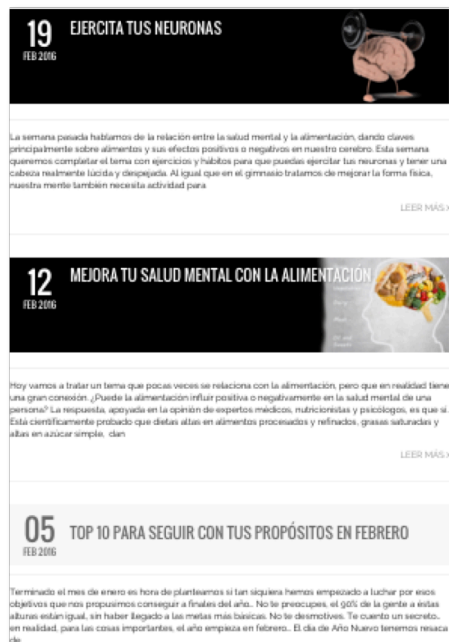 19
FEB 2016
EJERCITA TUS NEURONAS
La semana pasada hablamos de la relación entre la salud mental y la alimentación, dando claves
principalmente sobre alimentos y sus efectos positivos o negativos en nuestro cerebro. Esta semana
queremos completar el tema con ejercicios y hábitos para que puedas ejercitar tus neuronas y tener una
cabeza realmente lúcida y despejada. Al igual que en el gimnasio tratamos de mejorar la forma física,
nuestra mente también necesita actividad para
LEER MÁS
12
FEB 2016
MEJORA TU SALUD MENTAL CON LA ALIMENTACIÓN
Hoy vamos a tratar un tema que pocas veces se relaciona con la alimentación, pero que en realidad tiene
una gran conexión. ¿Puede la alimentación influir positiva o negativamente en la salud mental de una
persona? La respuesta, apoyada en la opinión de expertos médicos, nutricionistas y psicólogos, es que sí.
Está científicamente probado que dietas altas en alimentos procesados y refinados, grasas saturadas y
altas en azúcar simple, dan
LEER MÁS
05
FEB 2016
TOP 10 PARA SEGUIR CON TUS PROPÓSITOS EN FEBRERO
Terminado el mes de enero es hora de plantearnos si tan siquiera hemos empezado a luchar por esos
objetivos que nos propusimos conseguir a finales del año... No te preocupes, el 90% de la gente a éstas
alturas están igual, sin haber llegado a las metas más básicas. No te desmotives. Te cuento un secreto...
en realidad, para las cosas importantes, el año empieza en febrero... El día de Año Nuevo tenemos resaca
de